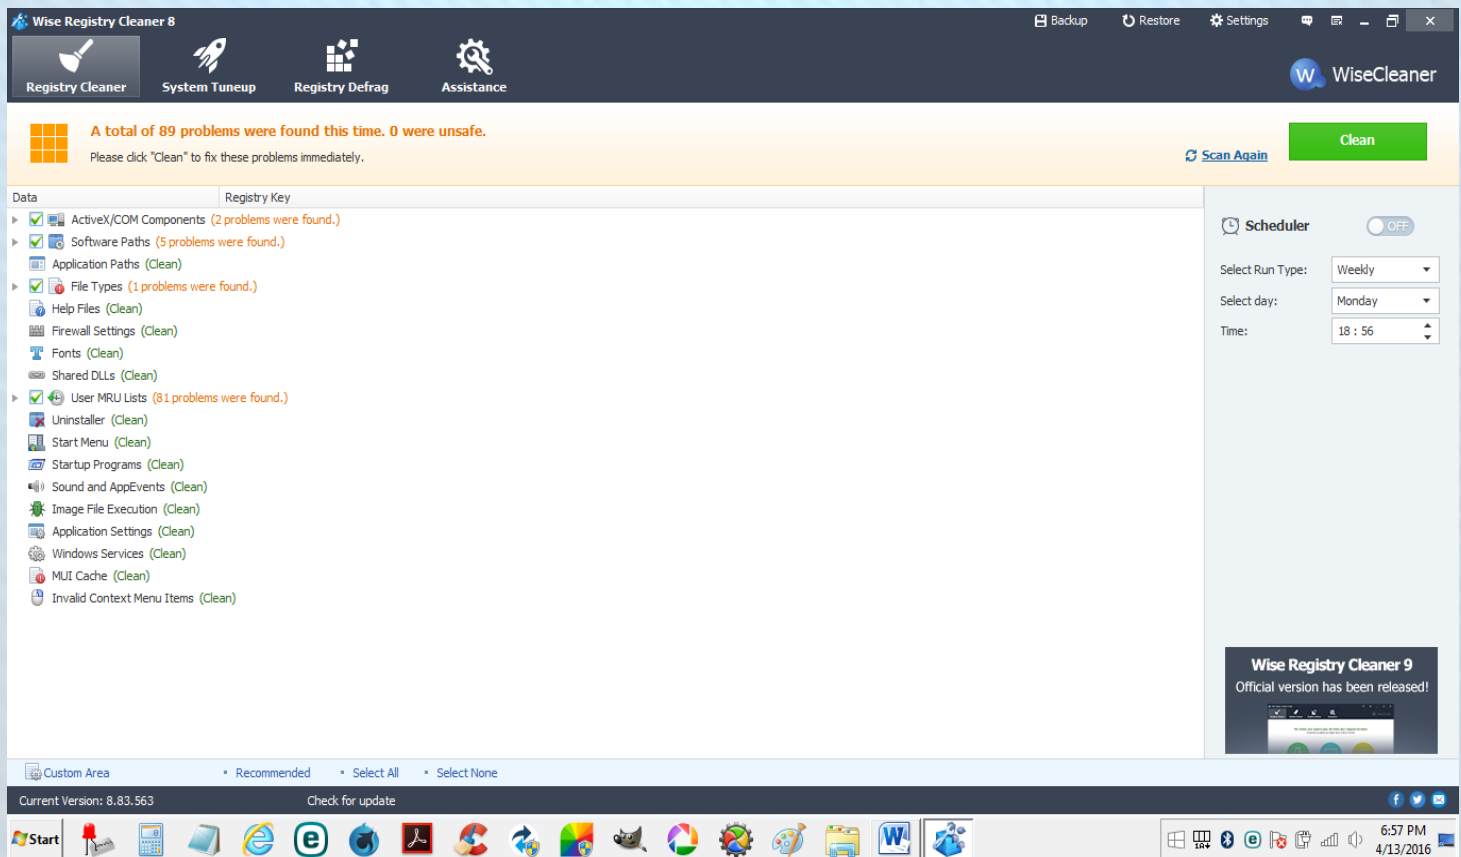 Wise Registry Cleaner 8
Backup
Restore
Settings
Registry Cleaner
System Tuneup
Registry Defrag
Assistance
W
WiseCleaner
A total of 89 problems were found this time. 0 were unsafe.
Please click "Clean" to fix these problems immediately.
Scan Again
Clean
Data
Registry Key
ActiveX/COM Components (2 problems were found.)
Software Paths (5 problems were found.)
Application Paths (Clean)
File Types (1 problems were found.)
Help Files (Clean)
Firewall Settings (Clean)
Fonts (Clean)
Shared DLLs (Clean)
User MRU Lists (81 problems were found.)
Uninstaller (Clean)
Start Menu (Clean)
Startup Programs (Clean)
Sound and AppEvents (Clean)
Image File Execution (Clean)
Application Settings (Clean)
Windows Services (Clean)
MUI Cache (Clean)
Invalid Context Menu Items (Clean)
Scheduler
OFF
Select Run Type:
Weekly
Select day:
Monday
Time:
18 : 56
Wise Registry Cleaner 9
Official version has been released!
Custom Area
Recommended
Select All
Select None
Current Version: 8.83.563
Check for update
Start
6:57 PM
4/13/2016